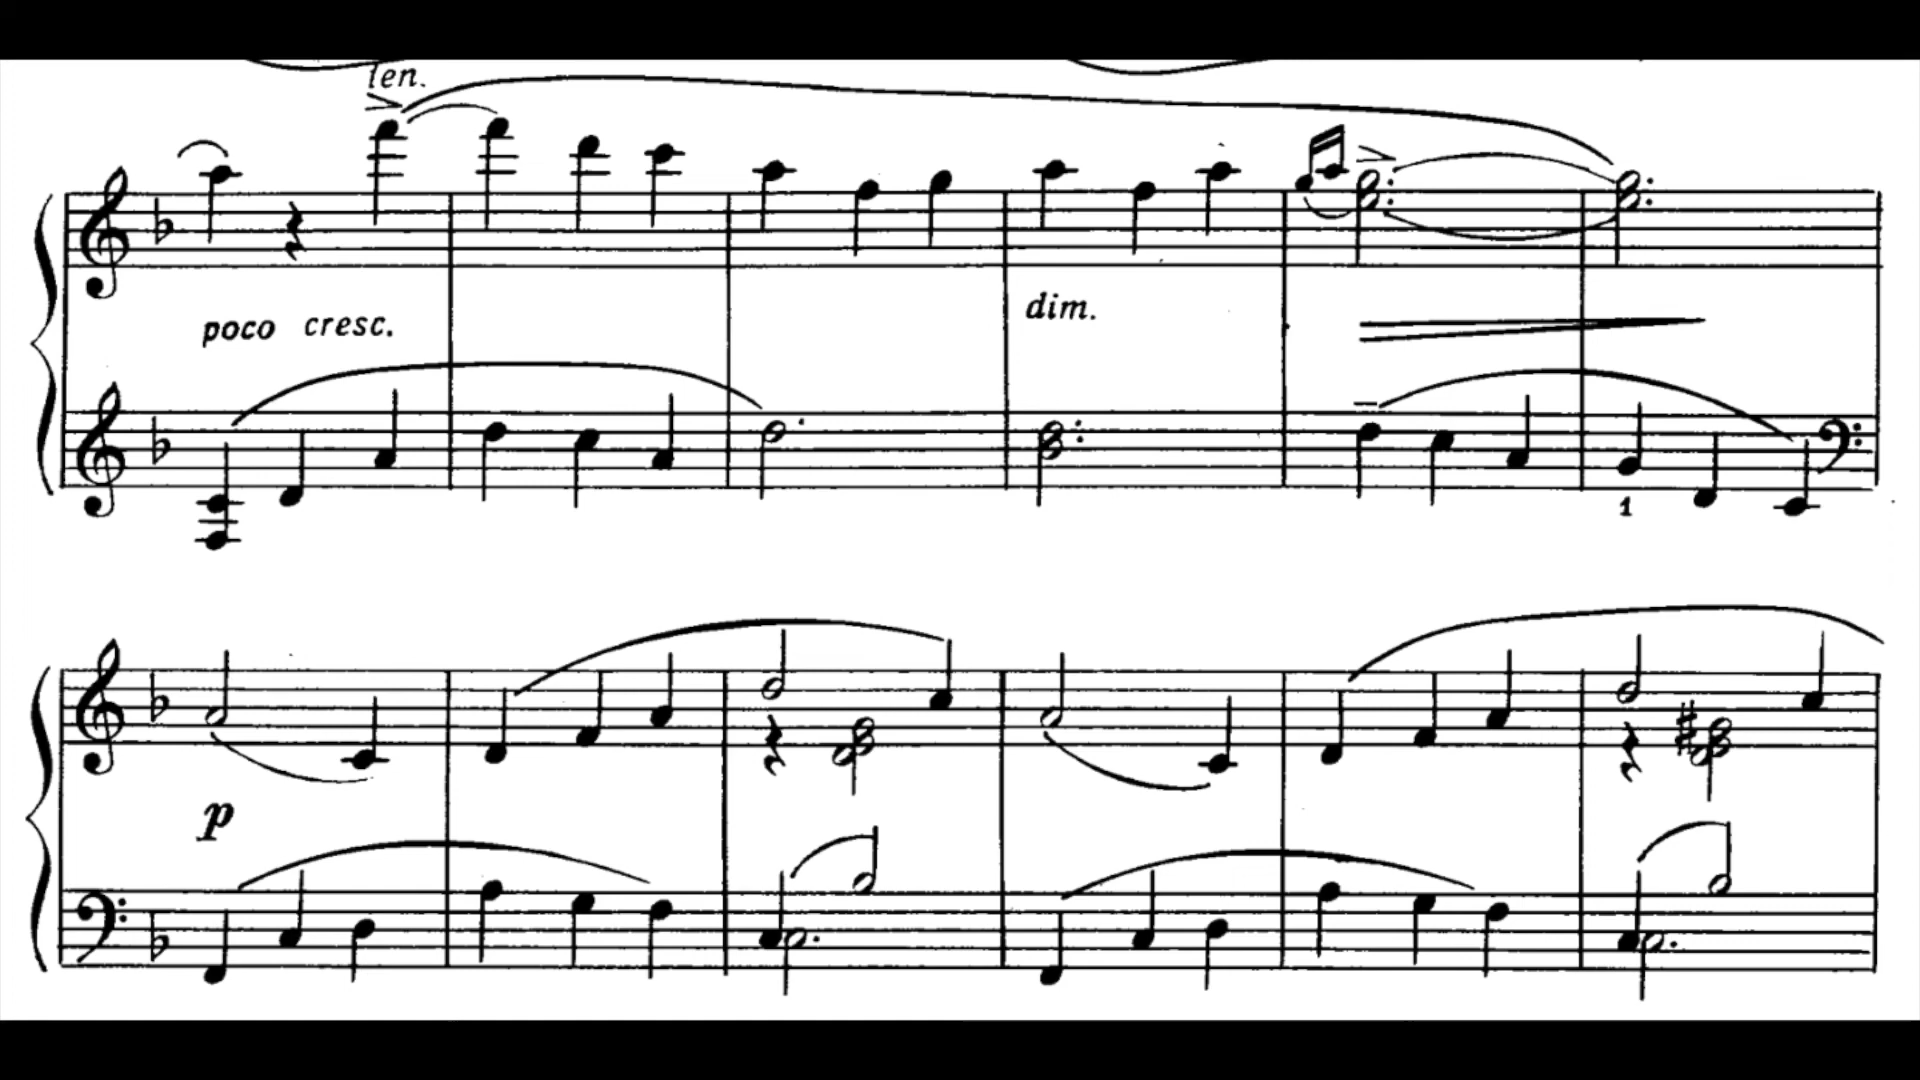 ten.
poco cresc.
dim.
1
p